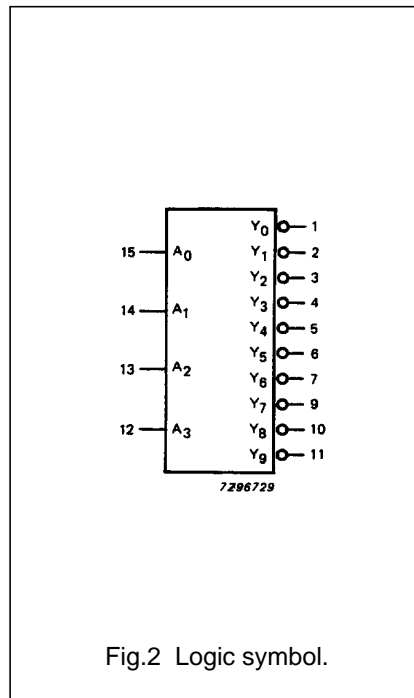 Y0 1
15 A0 Y1 2
Y2 3
14 A1 Y3 4
Y4 5
Y5 6
13 A2 Y6 7
Y7 9
12 A3 Y8 10
Y9 11
7Z96729
Fig.2 Logic symbol.